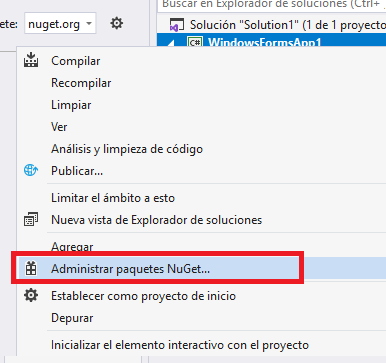 Buscar en Explorador de soluciones (Ctrl+
ete: nuget.org
Solución "Solution1" (1 de 1 proyecto
C# WindowsFormsApp1
Compilar
Recompilar
Limpiar
Ver
Análisis y limpieza de código
Publicar...
Limitar el ámbito a esto
Nueva vista de Explorador de soluciones
Agregar
Administrar paquetes NuGet...
Establecer como proyecto de inicio
Depurar
Inicializar el elemento interactivo con el proyecto